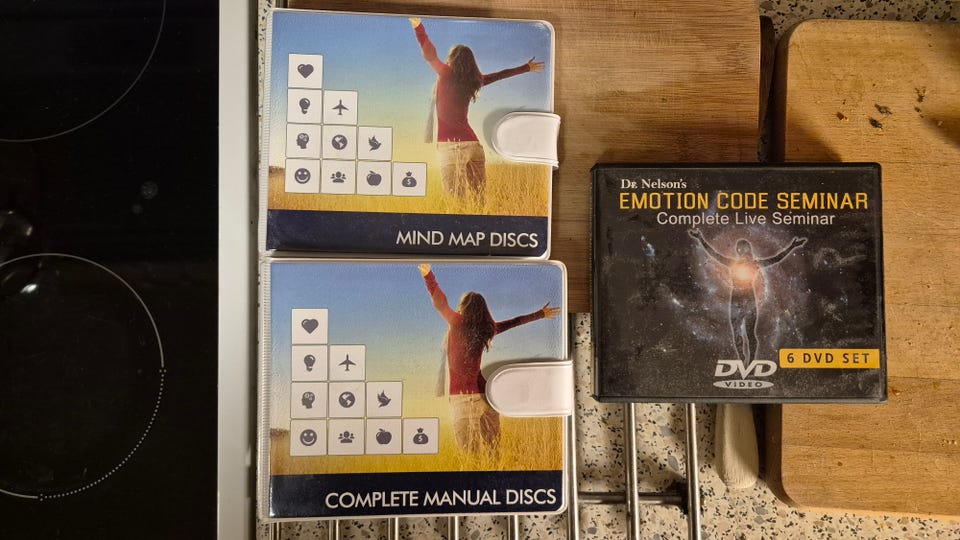 MIND MAP DISCS
COMPLETE MANUAL DISCS
DR. NELSON'S
EMOTION CODE SEMINAR
Complete Live Seminar
6 DVD SET
DVD
VIDEO